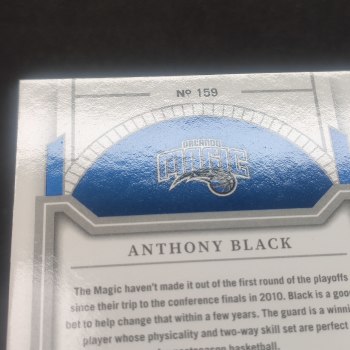 Nº 159
ORLANDO
MAGIC
ANTHONY BLACK
The Magic haven't made it out of the first round of the playoffs
since their trip to the conference finals in 2010. Black is a goo
bet to help change that within a few years. The guard is a winni
player whose physicality and two-way skill set are perfect
postseason basketball.